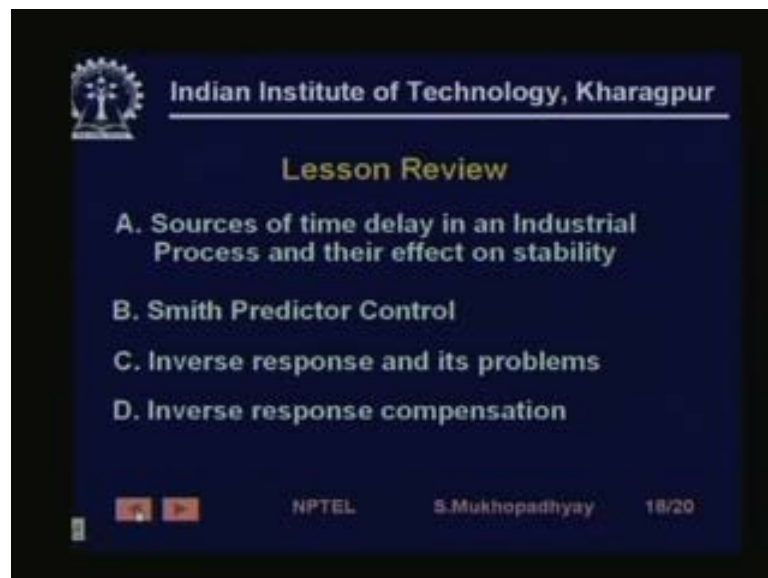 Indian Institute of Technology, Kharagpur
Lesson Review
A. Sources of time delay in an Industrial
Process and their effect on stability
B. Smith Predictor Control
C. Inverse response and its problems
D. Inverse response compensation
NPTEL S.Mukhopadhyay 18/20